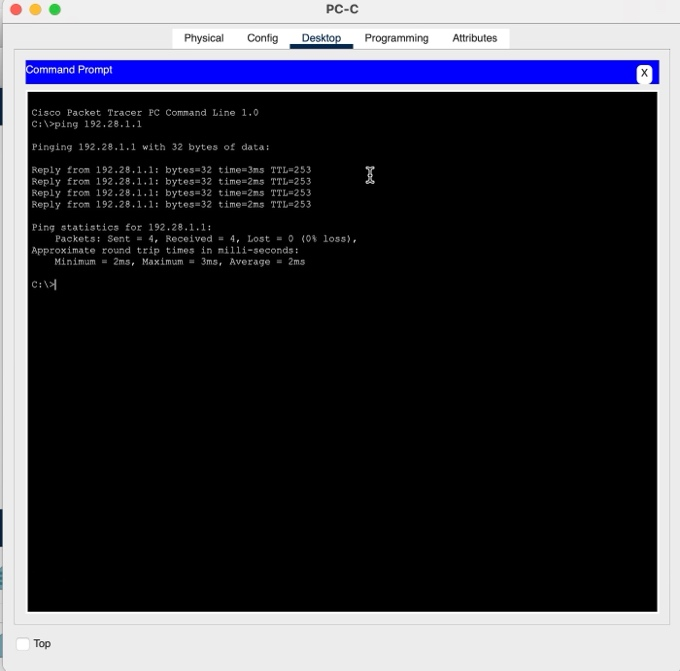 PC-C
Physical Config Desktop Programming Attributes
Command Prompt
X
Cisco Packet Tracer PC Command Line 1.0
C:\>ping 192.28.1.1
Pinging 192.28.1.1 with 32 bytes of data:
Reply from 192.28.1.1: bytes=32 time=3ms TTL=253
Reply from 192.28.1.1: bytes=32 time=2ms TTL=253
Reply from 192.28.1.1: bytes=32 time=2ms TTL=253
Reply from 192.28.1.1: bytes=32 time=2ms TTL=253
Ping statistics for 192.28.1.1:
Packets: Sent = 4, Received = 4, Lost = 0 (0% loss),
Approximate round trip times in milli-seconds:
Minimum = 2ms, Maximum = 3ms, Average = 2ms
C:\>
Top